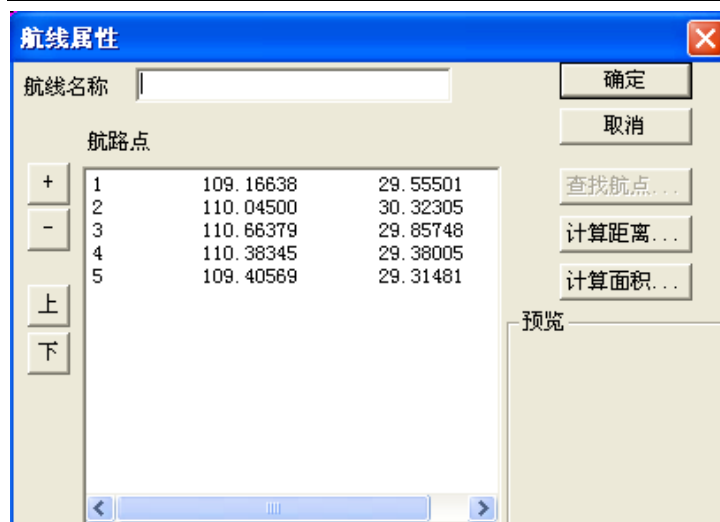 航线属性
航线名称
确定
取消
航路点
+
-
上
下
1 109.16638 29.55501
2 110.04500 30.32305
3 110.66379 29.85748
4 110.38345 29.38005
5 109.40569 29.31481
查找航点...
计算距离...
计算面积...
预览